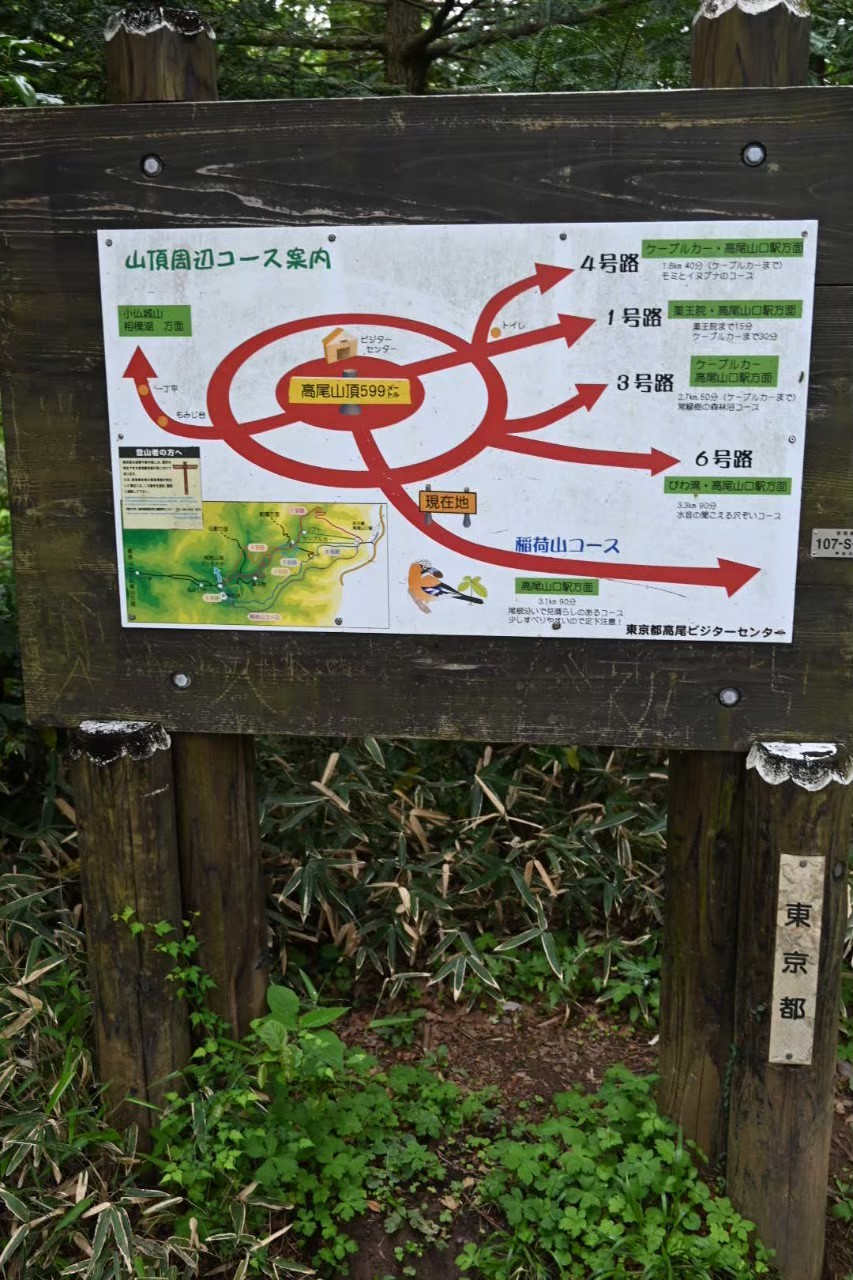 山頂周辺コース案内
小仏城山
相模湖 方面
一丁平
もみじ台
ビジター
センター
高尾山頂599メートル
トイレ
4号路
ケーブルカー・高尾山口駅方面
1.8km 40分(ケーブルカーまで)
モミとイヌブナのコース
1号路
薬王院・高尾山口駅方面
薬王院まで15分
ケーブルカーまで30分
3号路
ケーブルカー
高尾山口駅方面
2.7km 50分(ケーブルカーまで)
常緑樹の森林浴コース
6号路
びわ滝・高尾山口駅方面
3.3km 90分
水音の聞こえる沢ぞいコース
現在地
稲荷山コース
高尾山口駅方面
3.1km 90分
尾根沿いで見晴らしのあるコース
少しすべりやすいので足下注意!
登山者の方へ
東京都高尾ビジターセンター
107-S
東京都